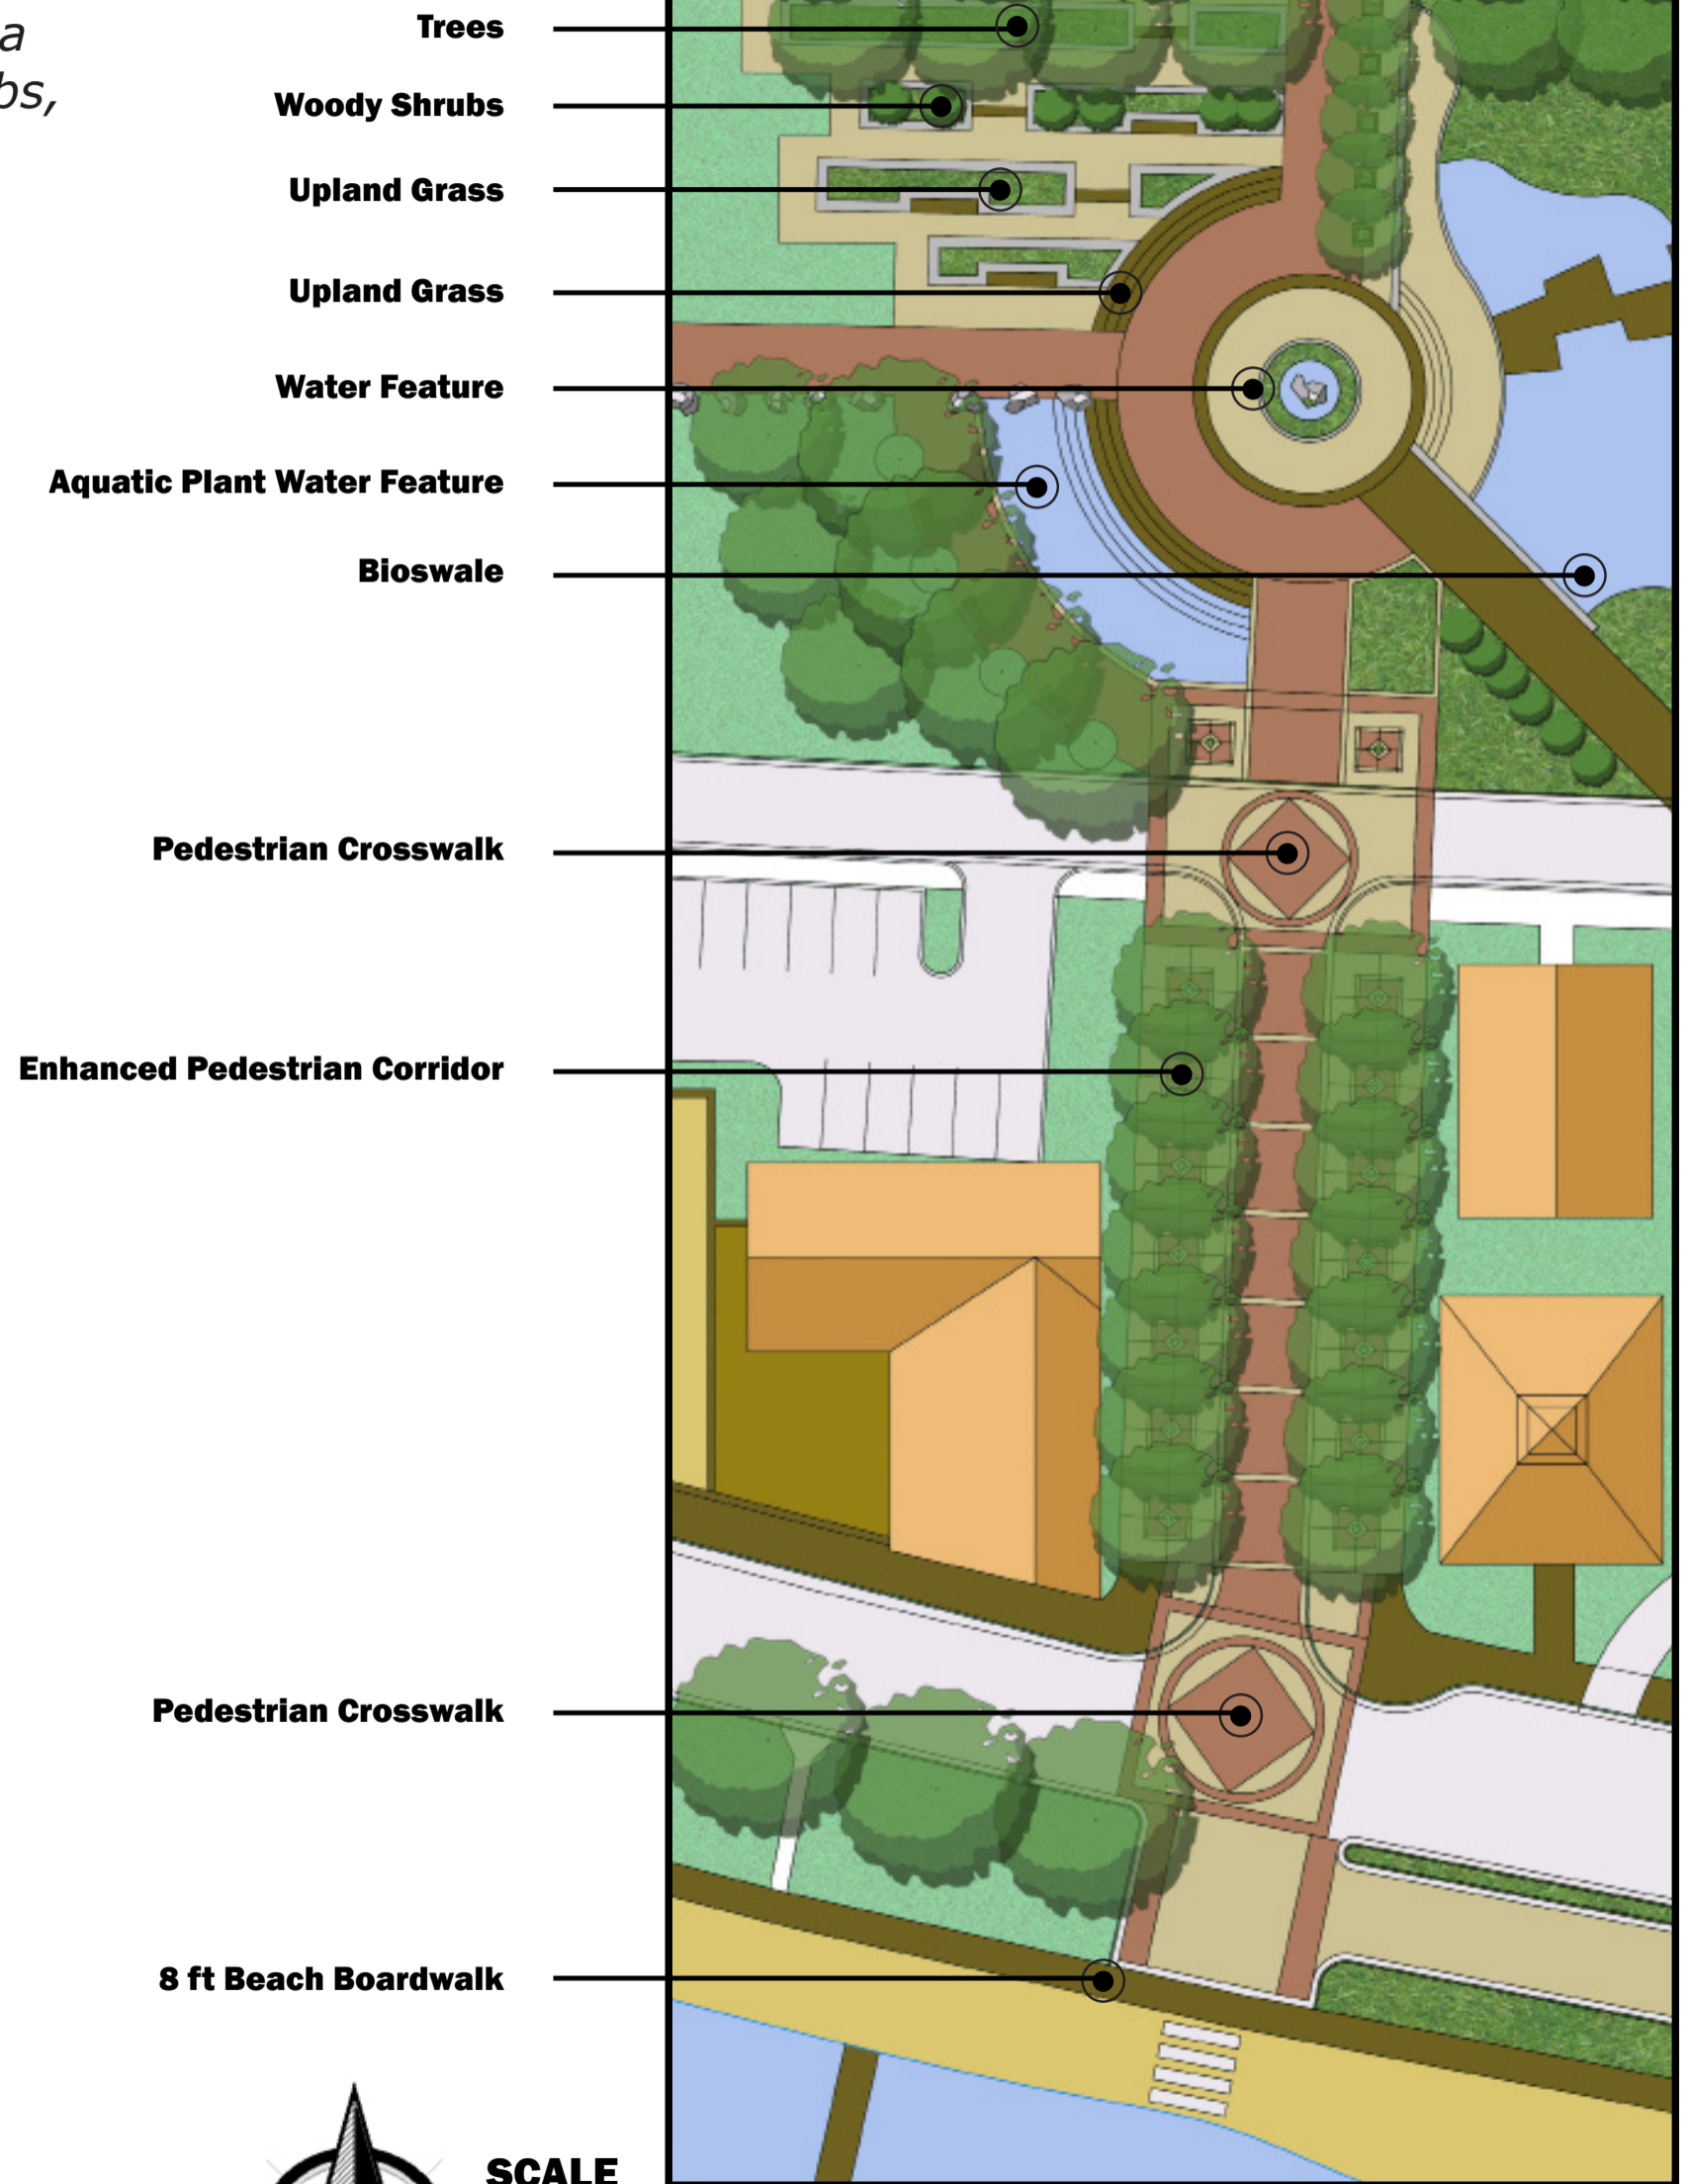 a
bs,
Trees
Woody Shrubs
Upland Grass
Upland Grass
Water Feature
Aquatic Plant Water Feature
Bioswale
Pedestrian Crosswalk
Enhanced Pedestrian Corridor
Pedestrian Crosswalk
8 ft Beach Boardwalk
SCALE